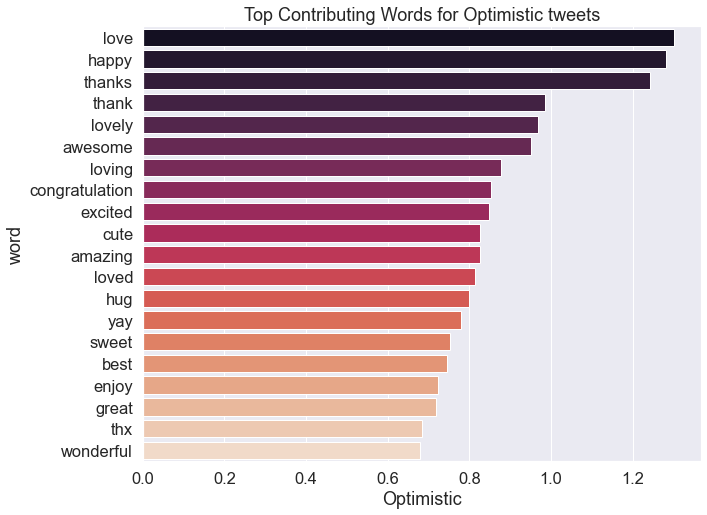 Top Contributing Words for Optimistic tweets
love
happy
thanks
thank
lovely
awesome
loving
congratulation
excited
cute
amazing
loved
hug
yay
sweet
best
enjoy
great
thx
wonderful
word
0.0 0.2 0.4 0.6 0.8 1.0 1.2
Optimistic